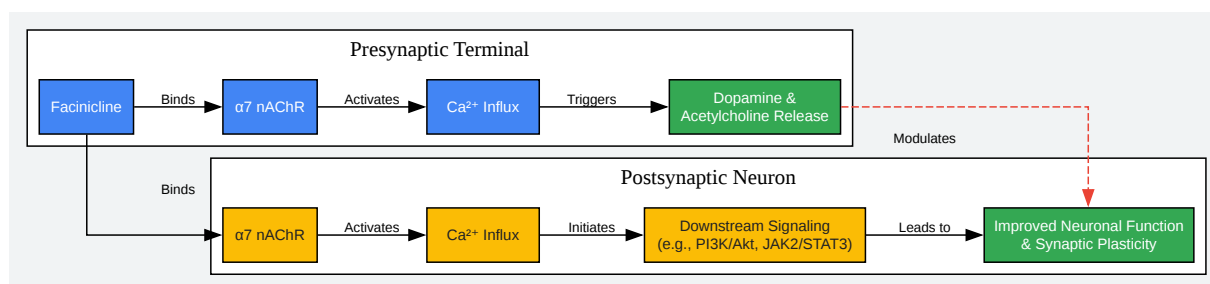 Presynaptic Terminal
Facinicline
Binds
α7 nAChR
Activates
Ca²⁺ Influx
Triggers
Dopamine &
Acetylcholine Release
Modulates
Binds
Postsynaptic Neuron
α7 nAChR
Activates
Ca²⁺ Influx
Initiates
Downstream Signaling
(e.g., PI3K/Akt, JAK2/STAT3)
Leads to
Improved Neuronal Function
& Synaptic Plasticity